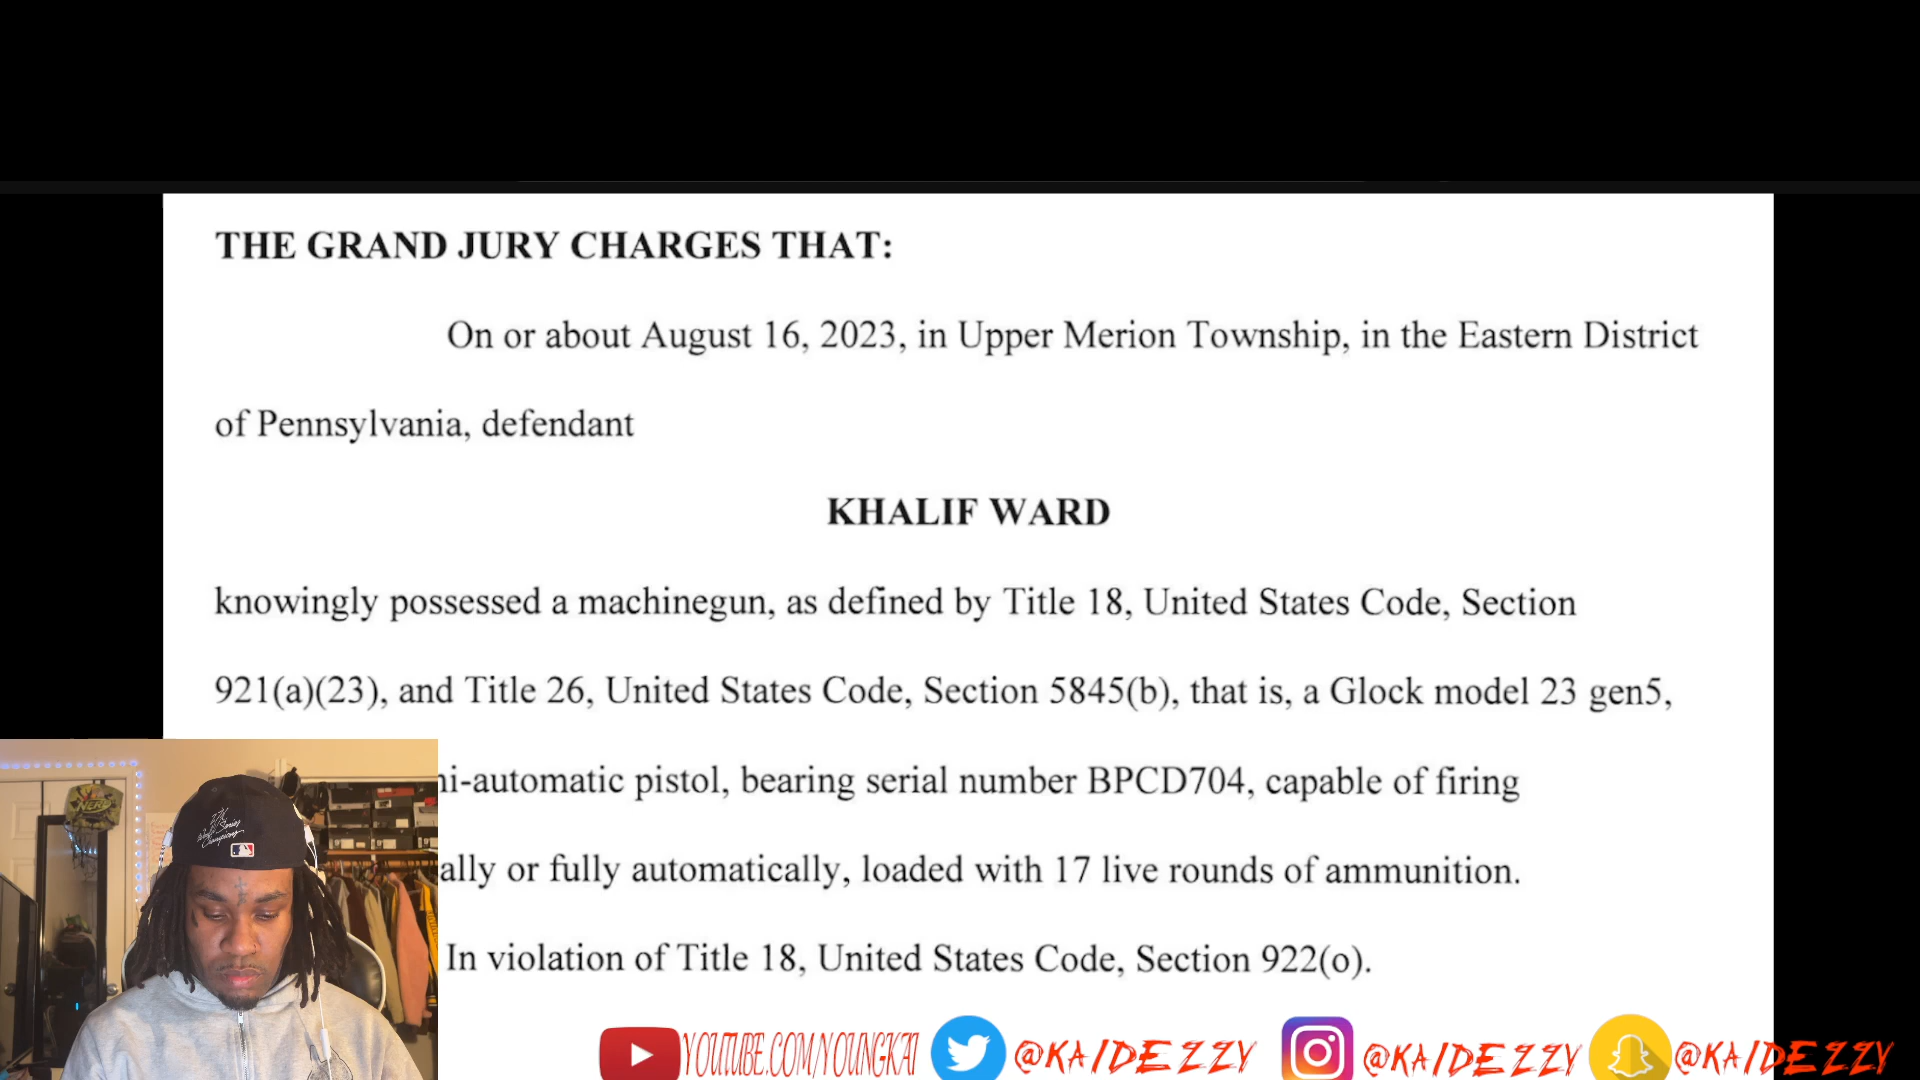 THE GRAND JURY CHARGES THAT:
On or about August 16, 2023, in Upper Merion Township, in the Eastern District
of Pennsylvania, defendant
KHALIF WARD
knowingly possessed a machinegun, as defined by Title 18, United States Code, Section
921(a)(23), and Title 26, United States Code, Section 5845(b), that is, a Glock model 23 gen5,
i-automatic pistol, bearing serial number BPCD704, capable of firing
ally or fully automatically, loaded with 17 live rounds of ammunition.
In violation of Title 18, United States Code, Section 922(o).
NERF
World Series
Champions
YOUTUBE.COM/YOUNGKAI
@KAIDEZZY
@KAIDEZZY
@KAIDEZZY